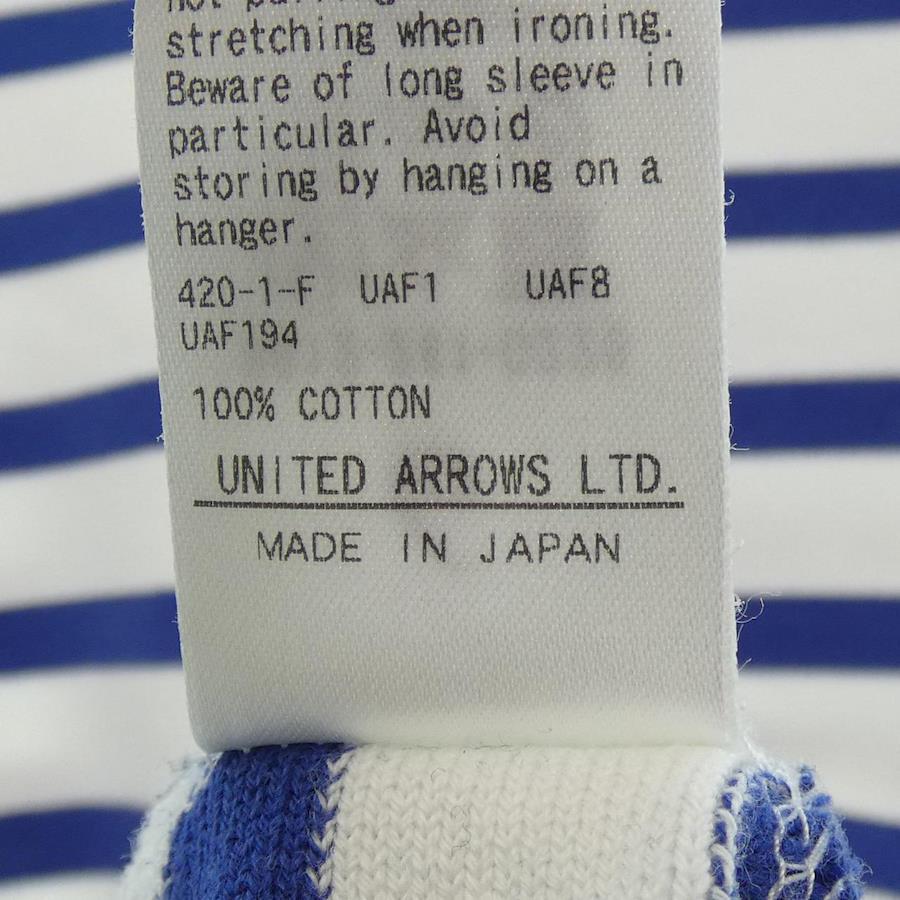 stretching when ironing.
Beware of long sleeve in
particular. Avoid
storing by hanging on a
hanger.
420-1-F UAF1 UAF8
UAF194
100% COTTON
UNITED ARROWS LTD.
MADE IN JAPAN